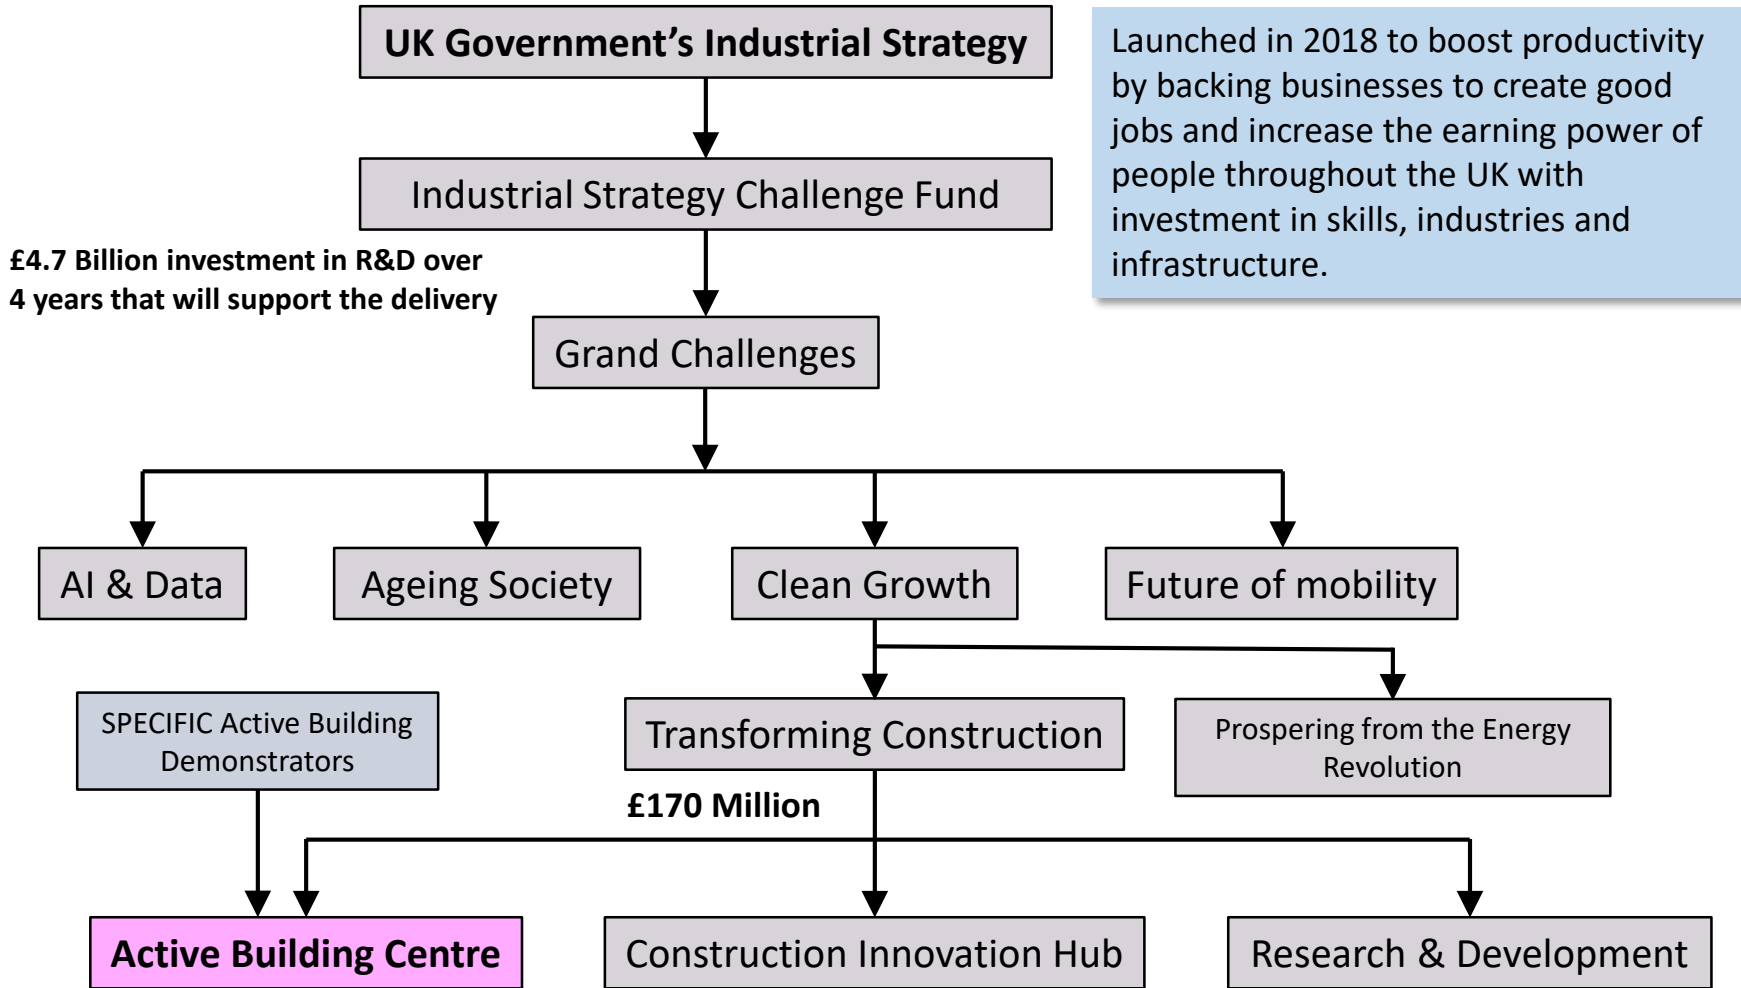 UK Government’s Industrial Strategy
Launched in 2018 to boost productivity
by backing businesses to create good
jobs and increase the earning power of
people throughout the UK with
investment in skills, industries and
infrastructure.
Industrial Strategy Challenge Fund
£4.7 Billion investment in R&D over
4 years that will support the delivery
Grand Challenges
AI & Data
Ageing Society
Clean Growth
Future of mobility
SPECIFIC Active Building
Demonstrators
Transforming Construction
Prospering from the Energy
Revolution
£170 Million
Active Building Centre
Construction Innovation Hub
Research & Development